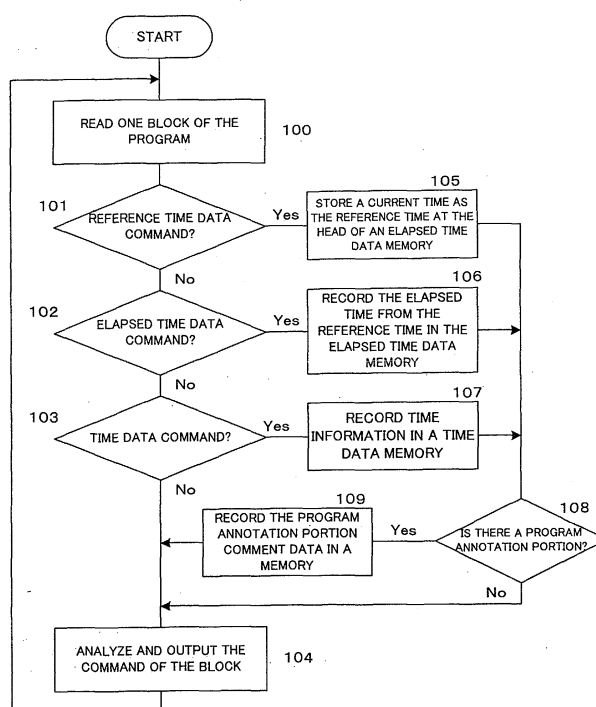 START
READ ONE BLOCK OF THE
PROGRAM
100
101
REFERENCE TIME DATA
COMMAND?
Yes
No
105
STORE A CURRENT TIME AS
THE REFERENCE TIME AT THE
HEAD OF AN ELAPSED TIME
DATA MEMORY
102
ELAPSED TIME DATA
COMMAND?
Yes
No
106
RECORD THE ELAPSED
TIME FROM THE
REFERENCE TIME IN THE
ELAPSED TIME DATA
MEMORY
103
TIME DATA COMMAND?
Yes
No
107
RECORD TIME
INFORMATION IN A TIME
DATA MEMORY
108
IS THERE A PROGRAM
ANNOTATION PORTION?
Yes
No
109
RECORD THE PROGRAM
ANNOTATION PORTION
COMMENT DATA IN A
MEMORY
ANALYZE AND OUTPUT THE
COMMAND OF THE BLOCK
104